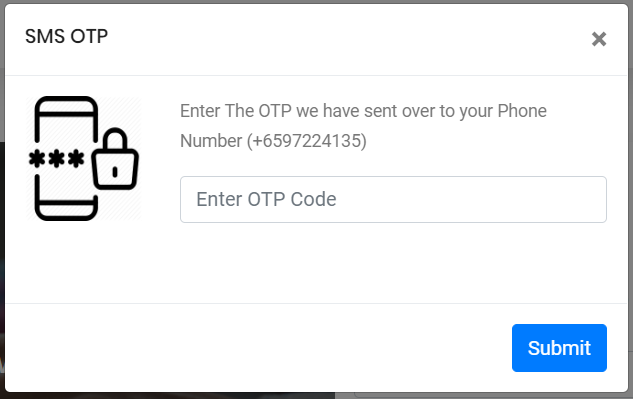 SMS OTP
×
Enter The OTP we have sent over to your Phone
Number (+6597224135)
***
Enter OTP Code
Submit